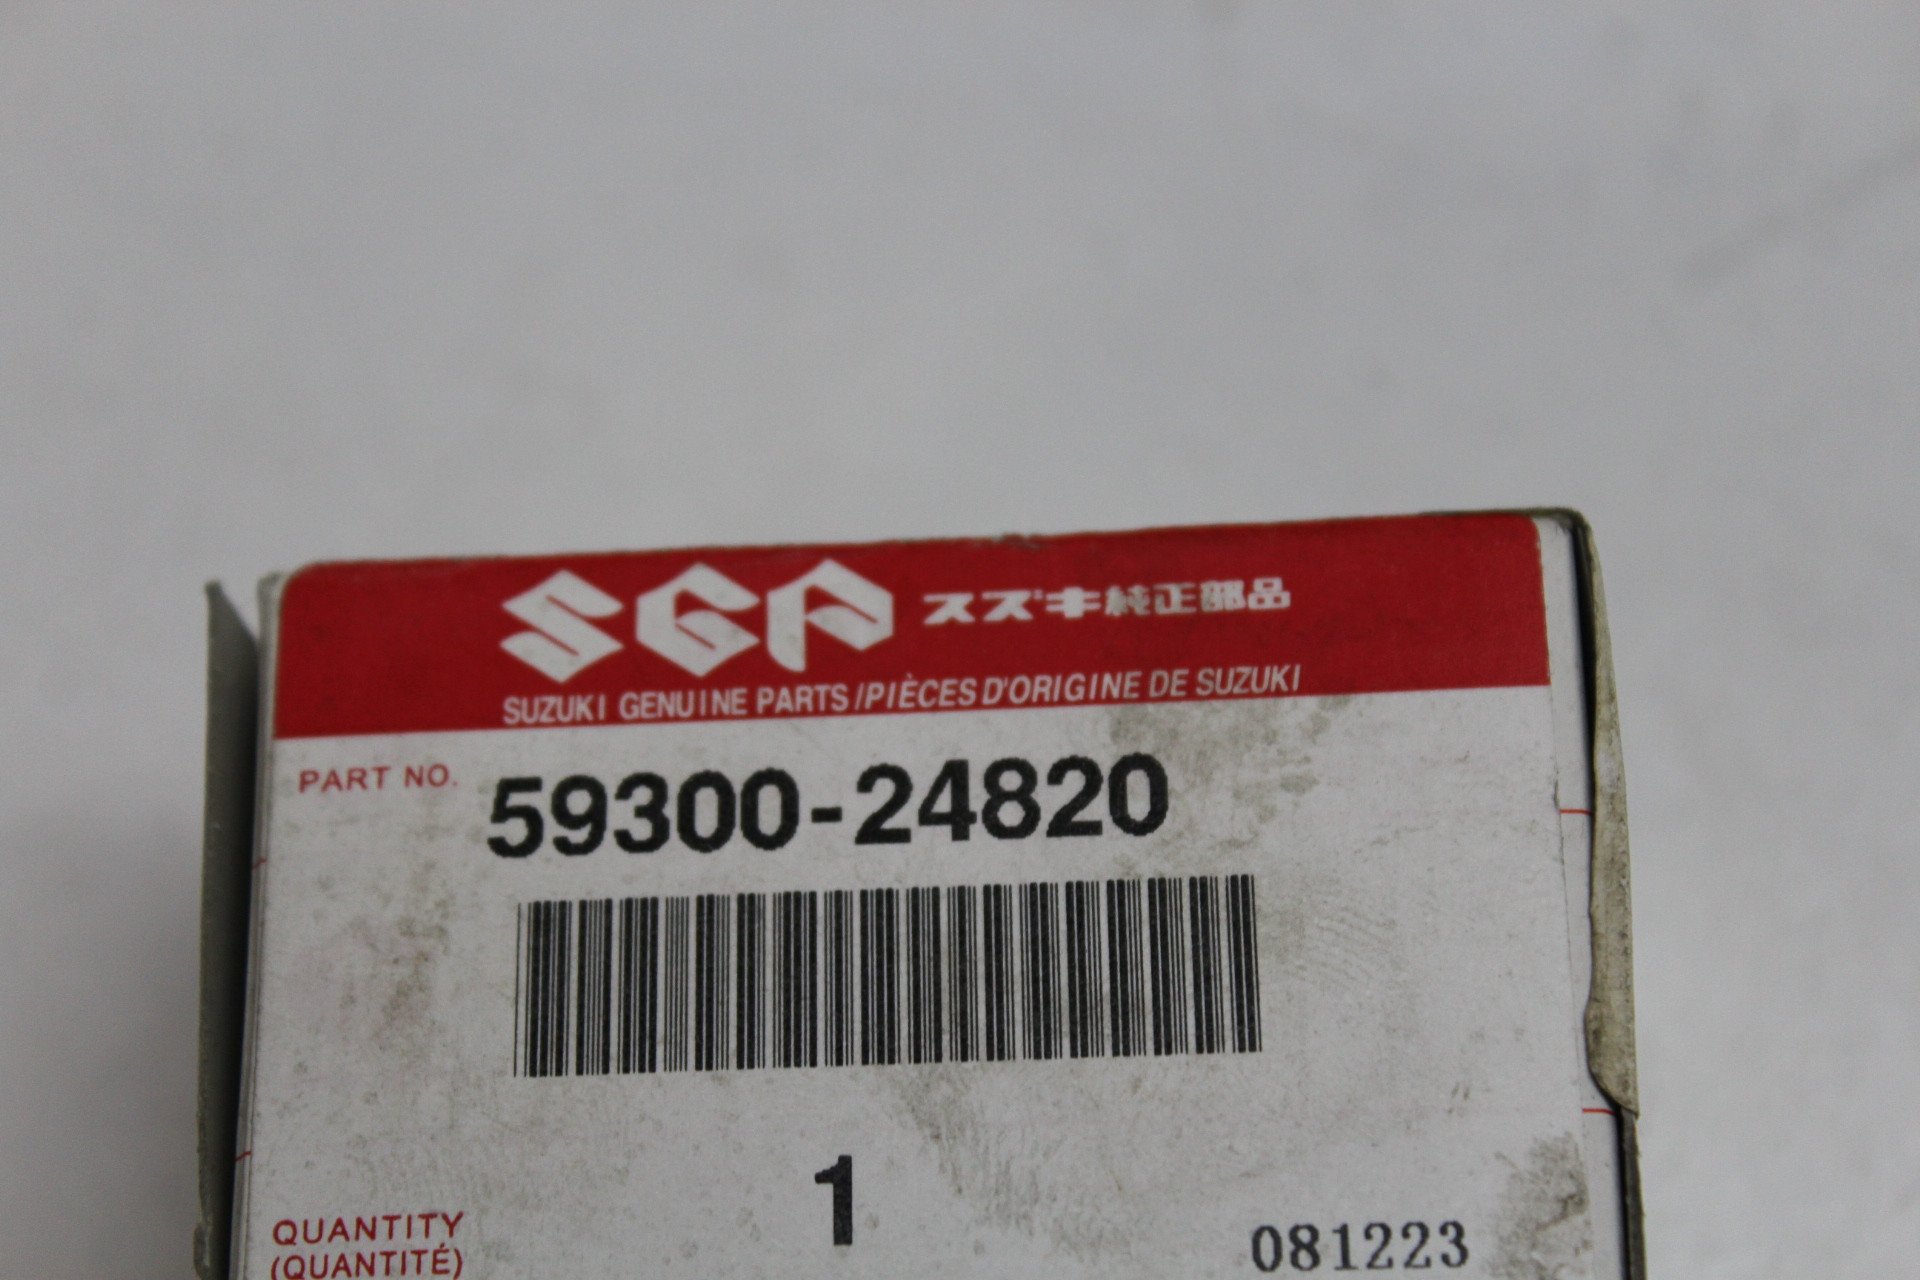 SGP スズキ純正部品
SUZUKI GENUINE PARTS/PIÈCES D'ORIGINE DE SUZUKI
PART NO. 59300-24820
1
QUANTITY
(QUANTITÉ)
081223